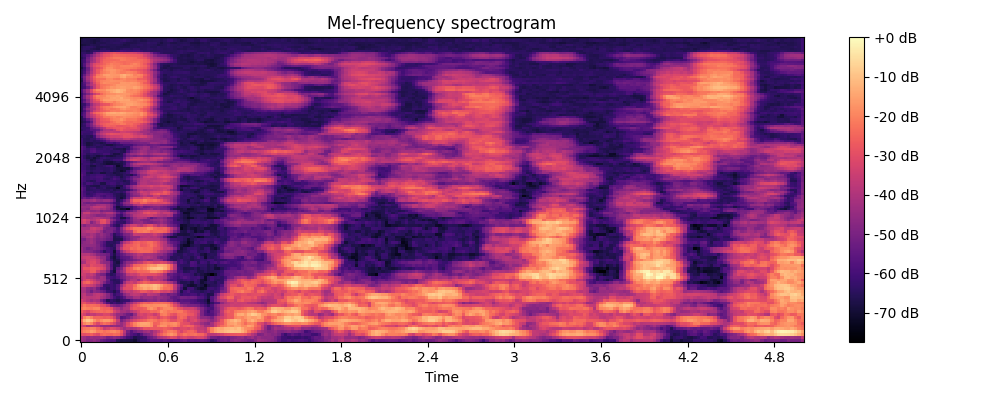 Mel-frequency spectrogram
Hz
4096
2048
1024
512
0
0 0.6 1.2 1.8 2.4 3 3.6 4.2 4.8
Time
+0 dB
-10 dB
-20 dB
-30 dB
-40 dB
-50 dB
-60 dB
-70 dB